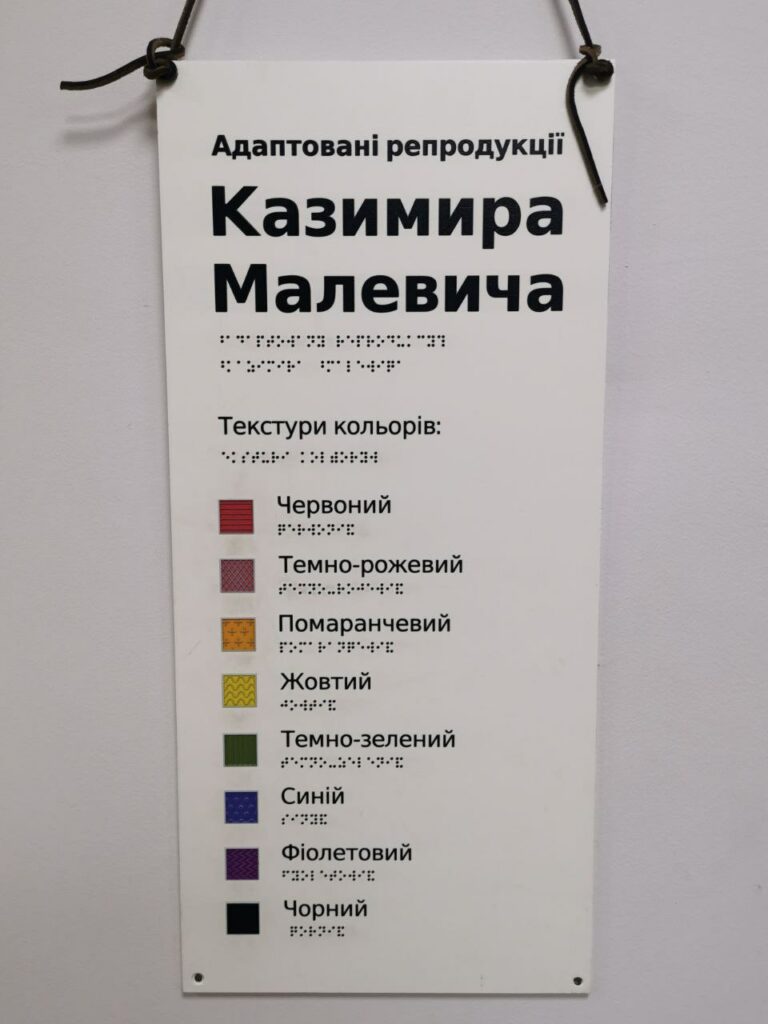 Адаптовані репродукції
Казимира
Малевича
Текстури кольорів:
Червоний
Темно-рожевий
Помаранчевий
Жовтий
Темно-зелений
Синій
Фіолетовий
Чорний